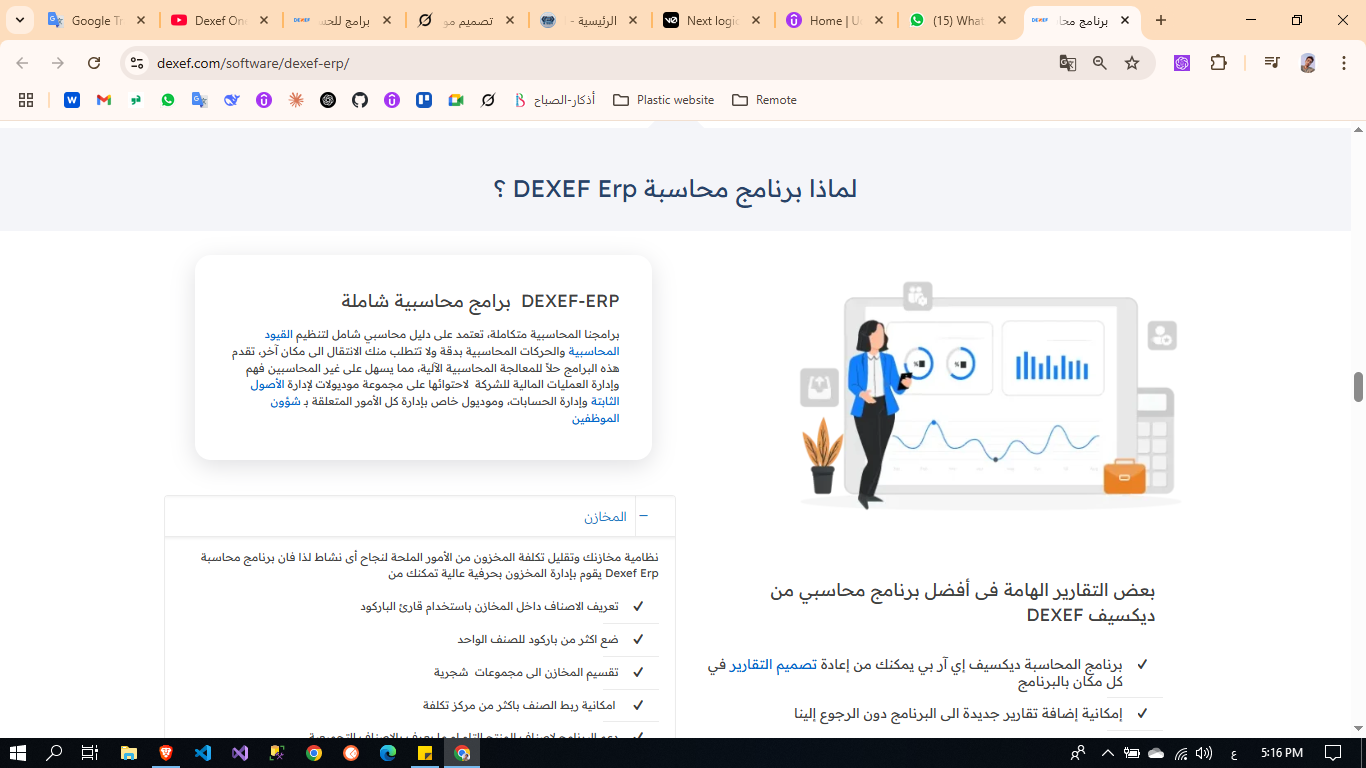 Google Tr
Dexef One
برامج للحس
تصميم مو
الرئيسية -
Next logic
Home | U
(15) What
برنامج محا
dexef.com/software/dexef-erp/
أذكار-الصباح
Plastic website
Remote
لماذا برنامج محاسبة DEXEF Erp ؟
DEXEF-ERP برامج محاسبية شاملة
برامجنا المحاسبية متكاملة، تعتمد على دليل محاسبي شامل لتنظيم القيود
المحاسبية والحركات المحاسبية بدقة ولا تتطلب منك الانتقال الى مكان آخر، تقدم
هذه البرامج حلاً للمعالجة المحاسبية الآلية، مما يسهل على غير المحاسبين فهم
وإدارة العمليات المالية للشركة لاحتوائها على مجموعة موديولات لإدارة الأصول
الثابتة وإدارة الحسابات، وموديول خاص بإدارة كل الأمور المتعلقة بـ شؤون
الموظفين
المخازن
نظامية مخازنك وتقليل تكلفة المخزون من الأمور الملحة لنجاح أى نشاط لذا فان برنامج محاسبة
Dexef Erp يقوم بإدارة المخزون بحرفية عالية تمكنك من
تعريف الاصناف داخل المخازن باستخدام قارئ الباركود
ضع اكثر من باركود للصنف الواحد
تقسيم المخازن الى مجموعات شجرية
امكانية ربط الصنف باكثر من مركز تكلفة
بعض التقارير الهامة فى أفضل برنامج محاسبي من
ديكسيف DEXEF
برنامج المحاسبة ديكسيف إي آر بي يمكنك من إعادة تصميم التقارير في
كل مكان بالبرنامج
إمكانية إضافة تقارير جديدة الى البرنامج دون الرجوع إلينا
ع
5:16 PM